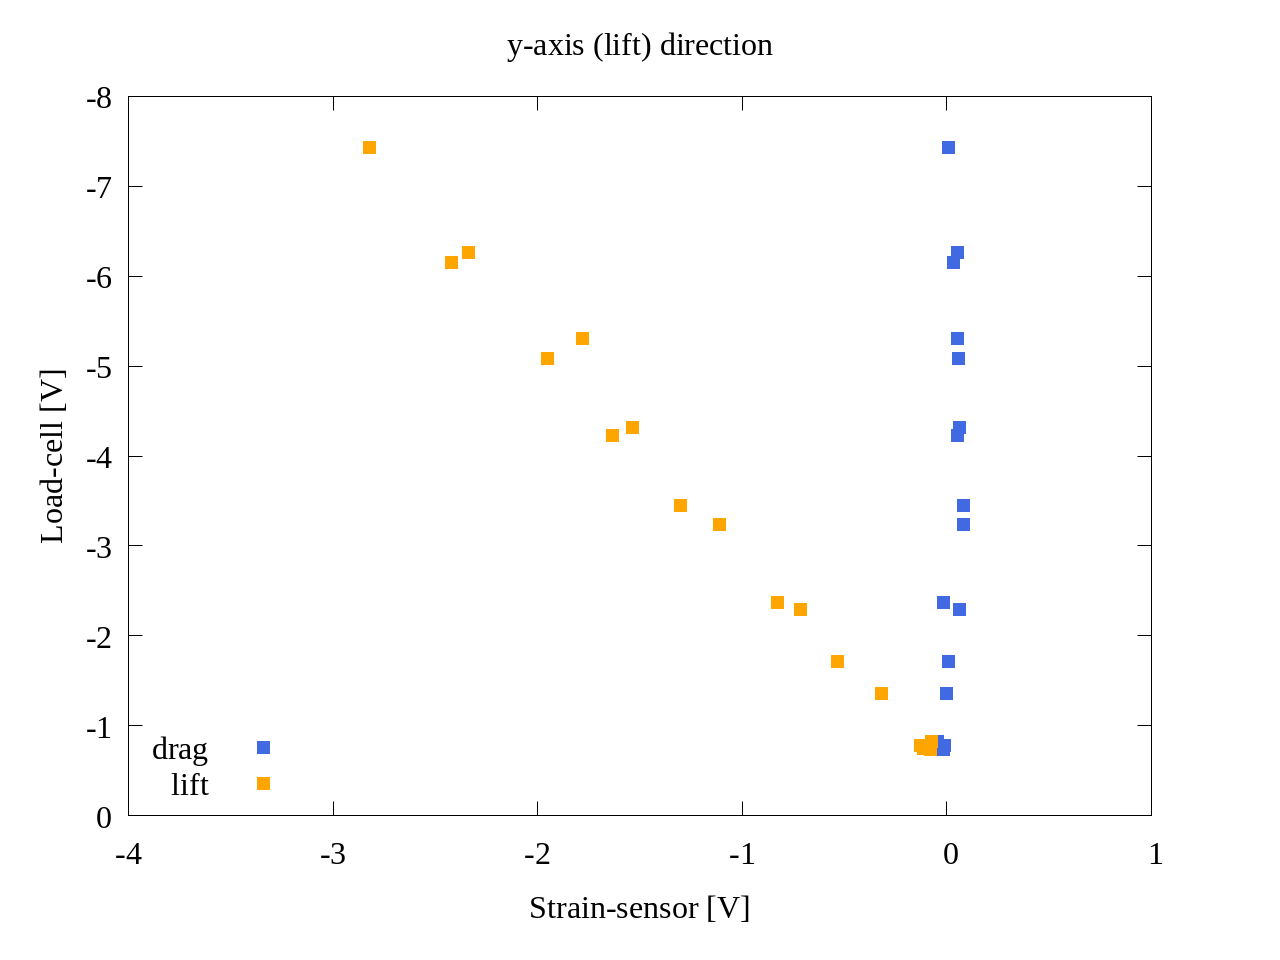 y-axis (lift) direction
-8
-7
-6
-5
-4
-3
-2
-1
0
Load-cell [V]
drag
lift
-4 -3 -2 -1 0 1
Strain-sensor [V]